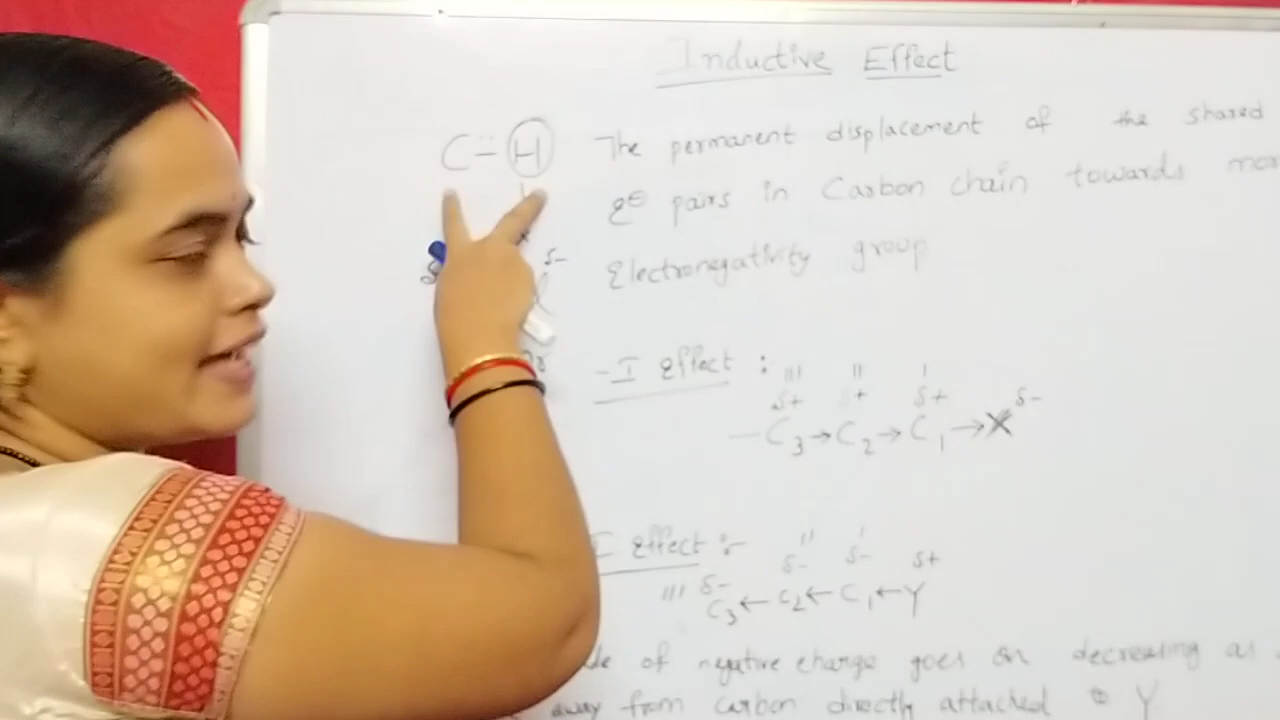 Inductive Effect
C — H The permanent displacement of the shared
e⊖ pairs in Carbon chain towards
Electronegativity group
δ-
-I Effect :
''' '' '
δ+ δ+ δ+ δ-
— C3 → C2 → C1 → X
I Effect :-
''' δ- '' δ- ' δ- δ+
C3 ← C2 ← C1 ← Y
of negative charge goes on decreasing as
away from carbon directly attached to Y